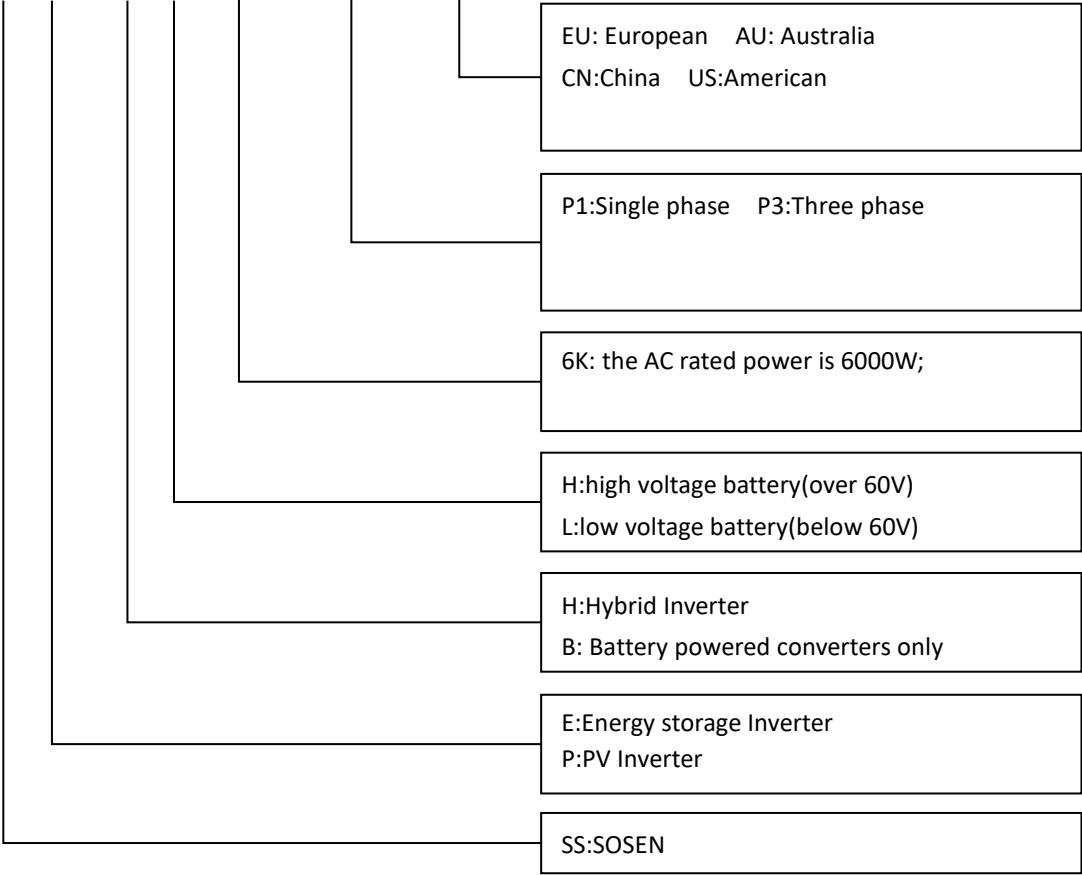 EU: European AU: Australia
CN:China US:American
P1:Single phase P3:Three phase
6K: the AC rated power is 6000W;
H:high voltage battery(over 60V)
L:low voltage battery(below 60V)
H:Hybrid Inverter
B: Battery powered converters only
E:Energy storage Inverter
P:PV Inverter
SS:SOSEN